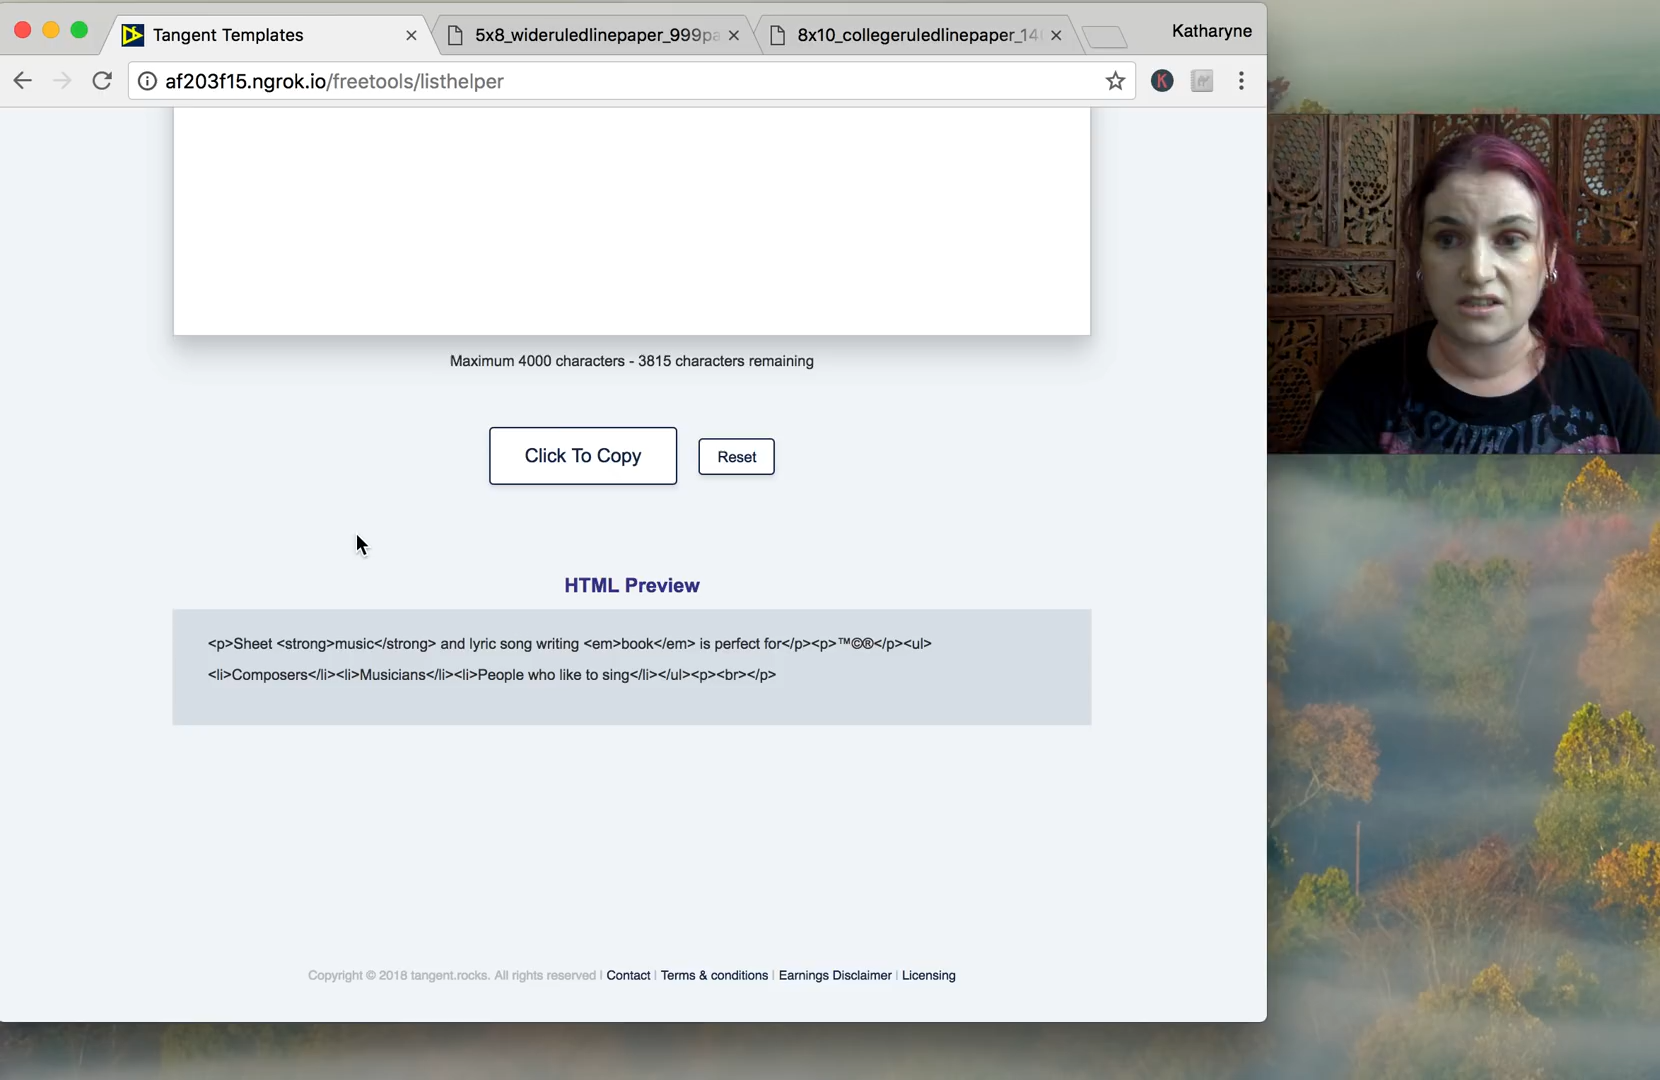 Tangent Templates
5x8_wideruledlinepaper_999pa
8x10_collegeruledlinepaper_14
Katharyne
af203f15.ngrok.io/freetools/listhelper
K
Maximum 4000 characters - 3815 characters remaining
Click To Copy
Reset
HTML Preview
<p>Sheet <strong>music</strong> and lyric song writing <em>book</em> is perfect for</p><p>™©®</p><ul>
<li>Composers</li><li>Musicians</li><li>People who like to sing</li></ul><p><br></p>
Copyright © 2018 tangent.rocks. All rights reserved | Contact | Terms & conditions | Earnings Disclaimer | Licensing